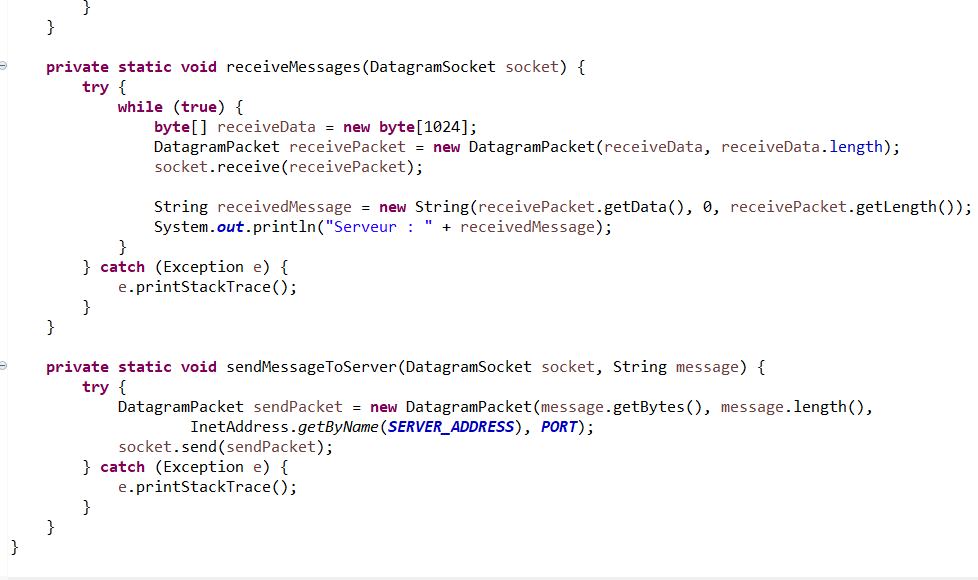 }
    }

    private static void receiveMessages(DatagramSocket socket) {
        try {
            while (true) {
                byte[] receiveData = new byte[1024];
                DatagramPacket receivePacket = new DatagramPacket(receiveData, receiveData.length);
                socket.receive(receivePacket);

                String receivedMessage = new String(receivePacket.getData(), 0, receivePacket.getLength());
                System.out.println("Serveur : " + receivedMessage);
            }
        } catch (Exception e) {
            e.printStackTrace();
        }
    }

    private static void sendMessageToServer(DatagramSocket socket, String message) {
        try {
            DatagramPacket sendPacket = new DatagramPacket(message.getBytes(), message.length(),
                    InetAddress.getByName(SERVER_ADDRESS), PORT);
            socket.send(sendPacket);
        } catch (Exception e) {
            e.printStackTrace();
        }
    }
}